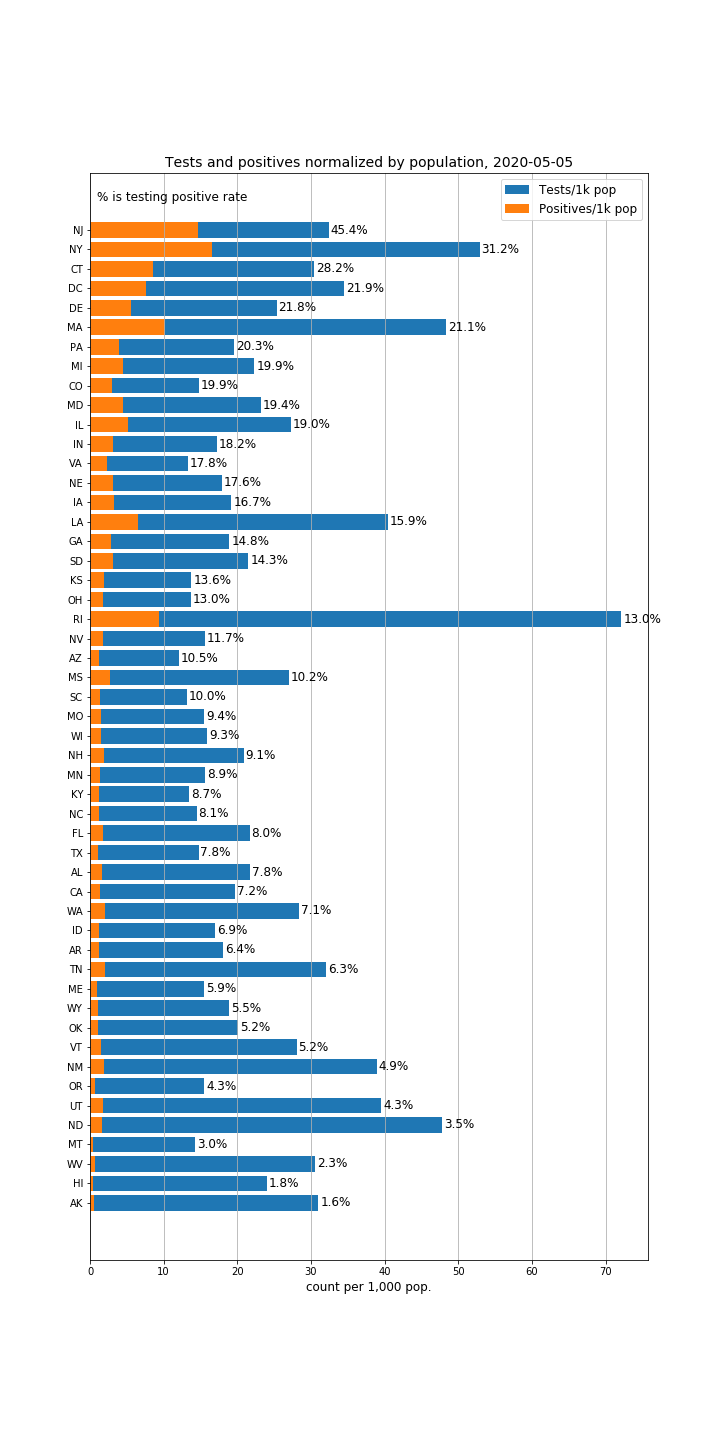 Tests and positives normalized by population, 2020-05-05
% is testing positive rate
Tests/1k pop
Positives/1k pop
NJ 45.4%
NY 31.2%
CT 28.2%
DC 21.9%
DE 21.8%
MA 21.1%
PA 20.3%
MI 19.9%
CO 19.9%
MD 19.4%
IL 19.0%
IN 18.2%
VA 17.8%
NE 17.6%
IA 16.7%
LA 15.9%
GA 14.8%
SD 14.3%
KS 13.6%
OH 13.0%
RI 13.0%
NV 11.7%
AZ 10.5%
MS 10.2%
SC 10.0%
MO 9.4%
WI 9.3%
NH 9.1%
MN 8.9%
KY 8.7%
NC 8.1%
FL 8.0%
TX 7.8%
AL 7.8%
CA 7.2%
WA 7.1%
ID 6.9%
AR 6.4%
TN 6.3%
ME 5.9%
WY 5.5%
OK 5.2%
VT 5.2%
NM 4.9%
OR 4.3%
UT 4.3%
ND 3.5%
MT 3.0%
WV 2.3%
HI 1.8%
AK 1.6%
0 10 20 30 40 50 60 70
count per 1,000 pop.